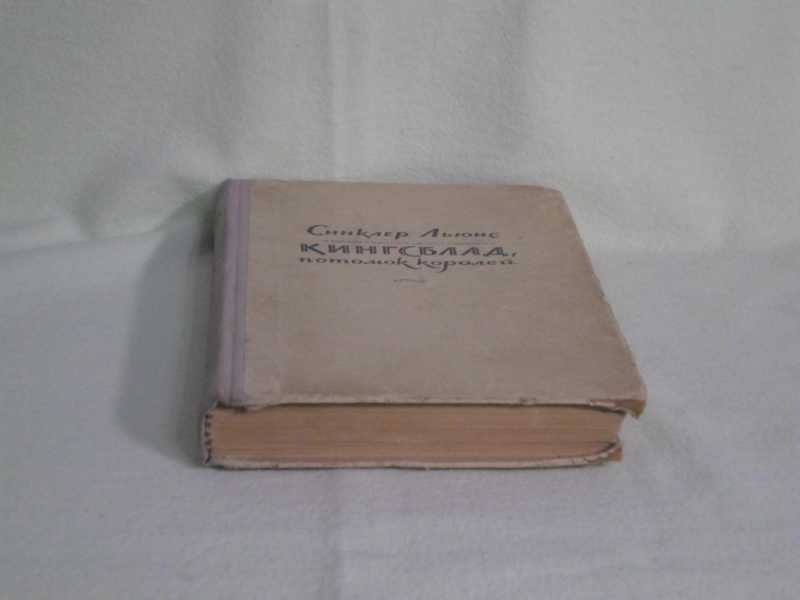 Синклер Льюис
Кингсблад,
потомок королей